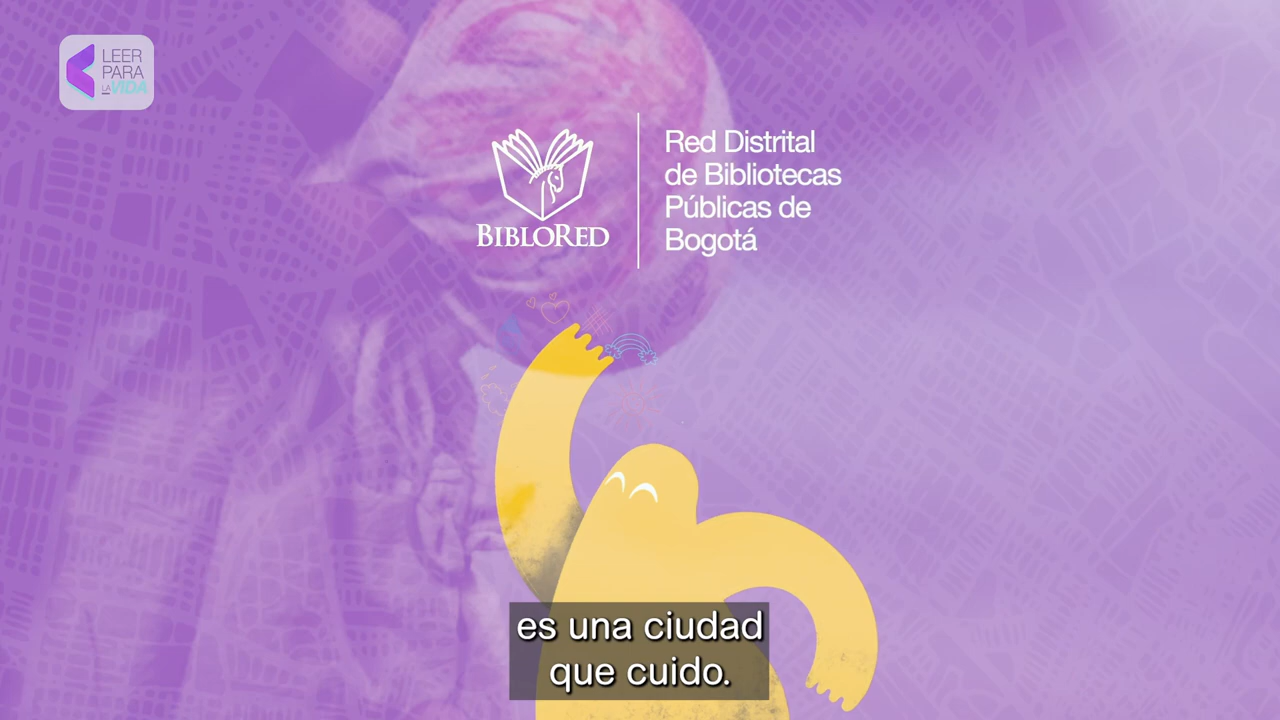 LEER
PARA
LA VIDA
BIBLORED
Red Distrital
de Bibliotecas
Públicas de
Bogotá
es una ciudad
que cuido.